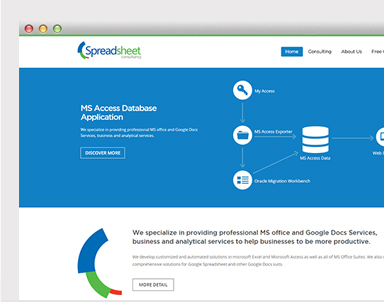 Spreadsheet
consultancy
Home Consulting About Us Free
My Access
MS Access Database
Application
We specialize in providing professional MS office and Google Docs
Services, business and analytical services.
DISCOVER MORE
MS Access Exporter
MS Access Data
Web
Oracle Migration Workbench
We specialize in providing professional MS office and Google Docs Services,
business and analytical services to help businesses to be more productive.
We develop customized and automated solutions in microsoft Excel and Microsoft Access as well as all of MS Office Suites. We also
comprehensive solutions for Google Spreadsheet and other Google Docs suits.
MORE DETAIL